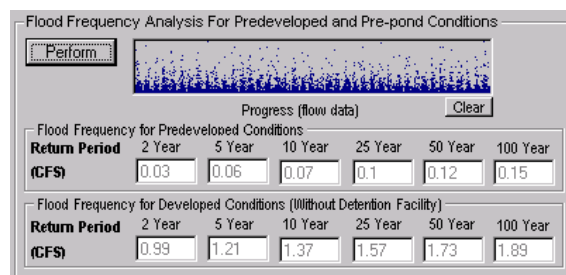 Flood Frequency Analysis For Predeveloped and Pre-pond Conditions
Perform
Progress (flow data)
Clear
Flood Frequency for Predeveloped Conditions
Return Period 2 Year 5 Year 10 Year 25 Year 50 Year 100 Year
(CFS) 0.03 0.06 0.07 0.1 0.12 0.15
Flood Frequency for Developed Conditions (Without Detention Facility)
Return Period 2 Year 5 Year 10 Year 25 Year 50 Year 100 Year
(CFS) 0.99 1.21 1.37 1.57 1.73 1.89